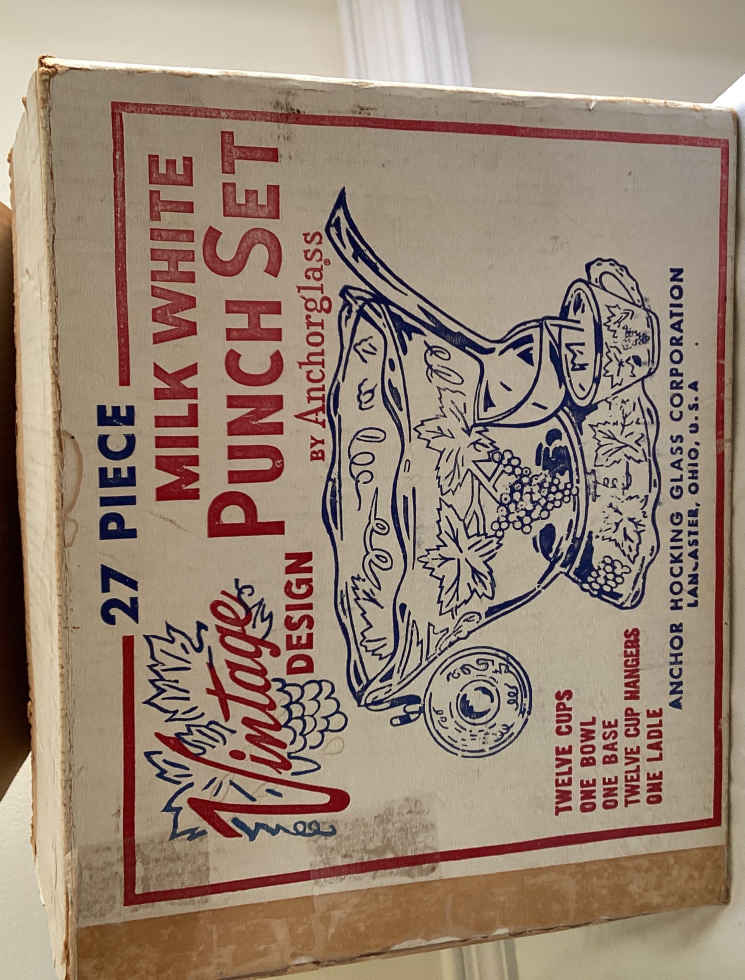 27 PIECE
Vintage
DESIGN
MILK WHITE
PUNCH SET
BY Anchorglass
TWELVE CUPS
ONE BOWL
ONE BASE
TWELVE CUP HANGERS
ONE LADLE
ANCHOR HOCKING GLASS CORPORATION
LANCASTER, OHIO, U.S.A